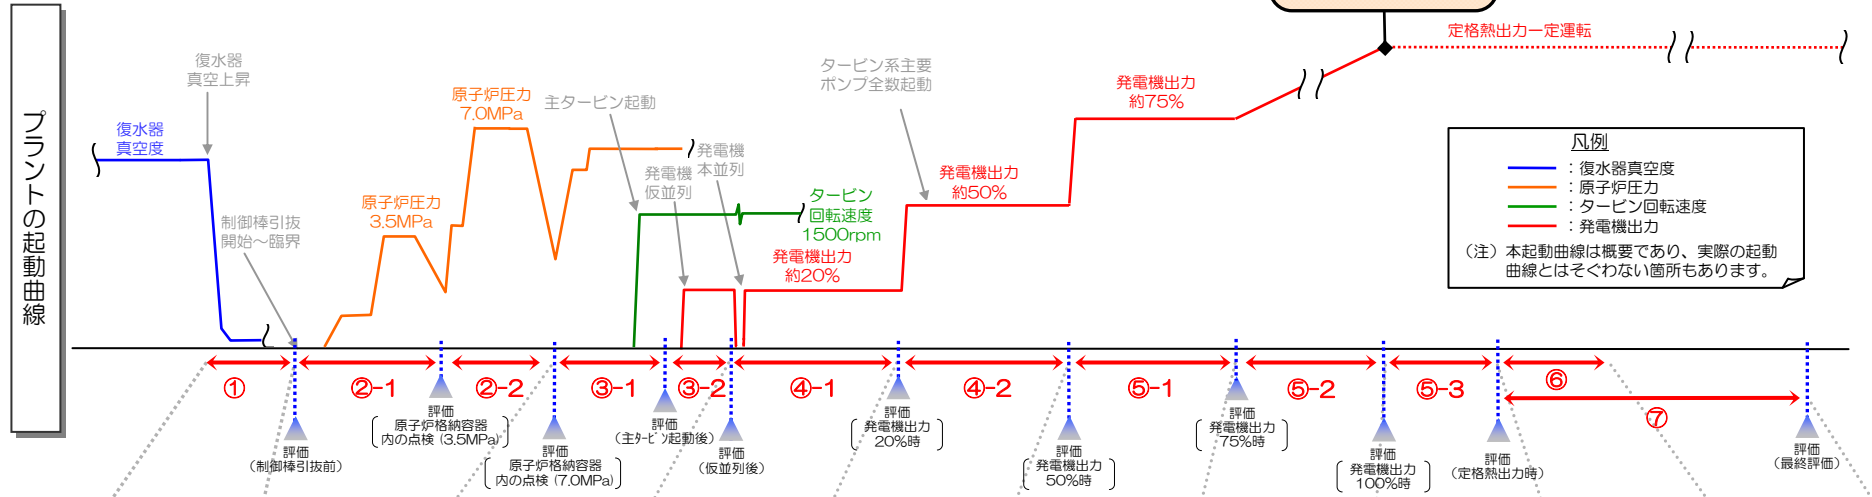 プラントの起動曲線
復水器
真空上昇
復水器
真空度
制御棒引抜
開始～臨界
原子炉圧力
3.5MPa
原子炉圧力
7.0MPa
主タービン起動
発電機
仮並列
発電機
本並列
タービン
回転速度
1500rpm
発電機出力
約20%
タービン系主要
ポンプ全数起動
発電機出力
約50%
発電機出力
約75%
定格熱出力一定運転
凡例
：復水器真空度
：原子炉圧力
：タービン回転速度
：発電機出力
（注）本起動曲線は概要であり、実際の起動
曲線とはそぐわない箇所もあります。
①
②-1
②-2
③-1
③-2
④-1
④-2
⑤-1
⑤-2
⑤-3
⑥
⑦
評価
（制御棒引抜前）
評価
原子炉格納容器
内の点検（3.5MPa）
評価
原子炉格納容器
内の点検（7.0MPa）
評価
（主ﾀｰﾋﾞﾝ起動後）
評価
（仮並列後）
評価
発電機出力
20%時
評価
発電機出力
50%時
評価
発電機出力
75%時
評価
発電機出力
100%時
評価
（定格熱出力時）
評価
（最終評価）